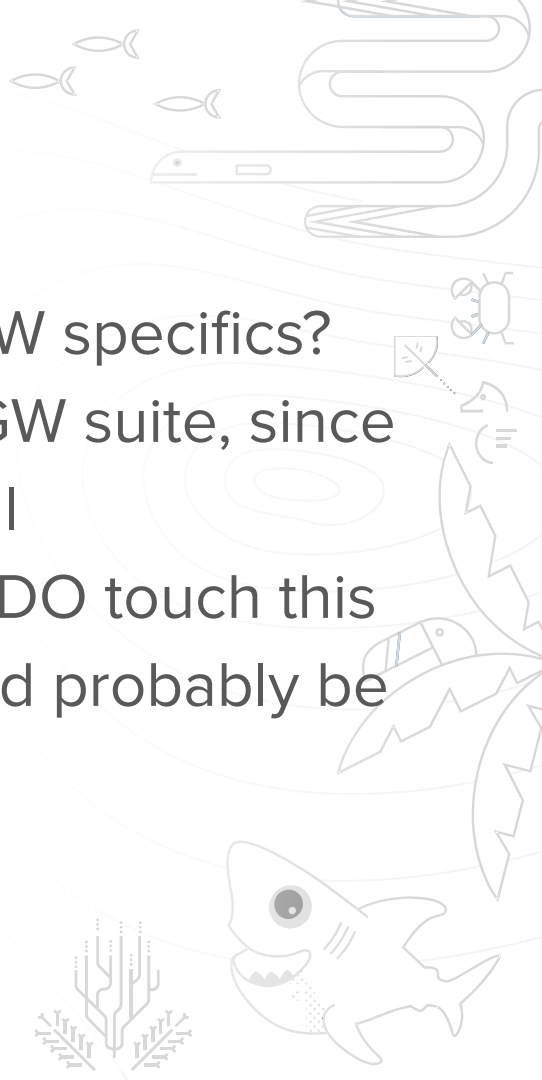 W specifics?
GW suite, since
l
DO touch this
d probably be